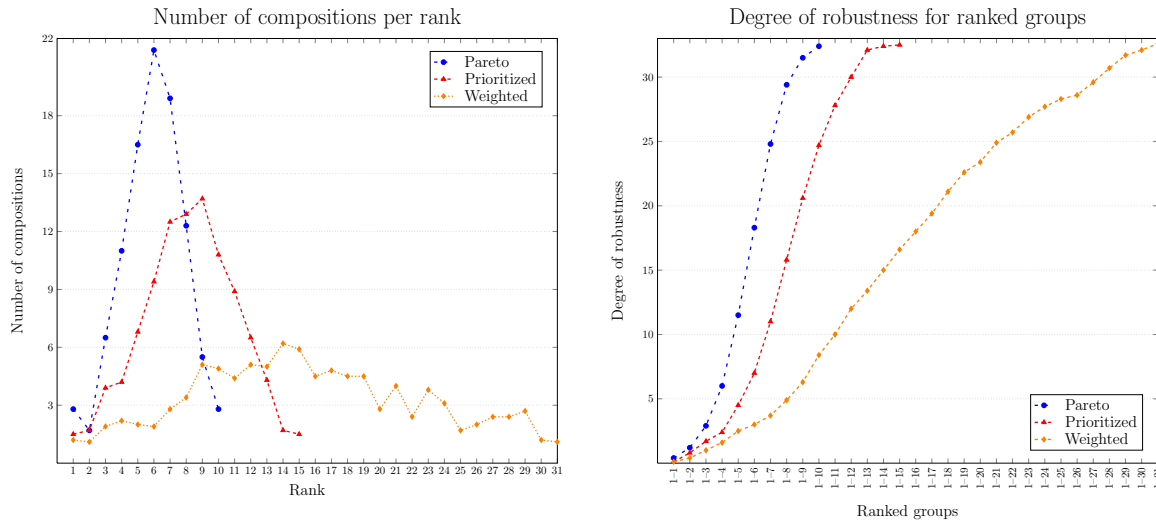 Number of compositions per rank
22
18
15
12
9
6
3
Number of compositions
Pareto
Prioritized
Weighted
1 2 3 4 5 6 7 8 9 10 11 12 13 14 15 16 17 18 19 20 21 22 23 24 25 26 27 28 29 30 31
Rank
Degree of robustness for ranked groups
30
25
20
15
10
5
Degree of robustness
Pareto
Prioritized
Weighted
1–1 1–2 1–3 1–4 1–5 1–6 1–7 1–8 1–9 1–10 1–11 1–12 1–13 1–14 1–15 1–16 1–17 1–18 1–19 1–20 1–21 1–22 1–23 1–24 1–25 1–26 1–27 1–28 1–29 1–30 1–31
Ranked groups